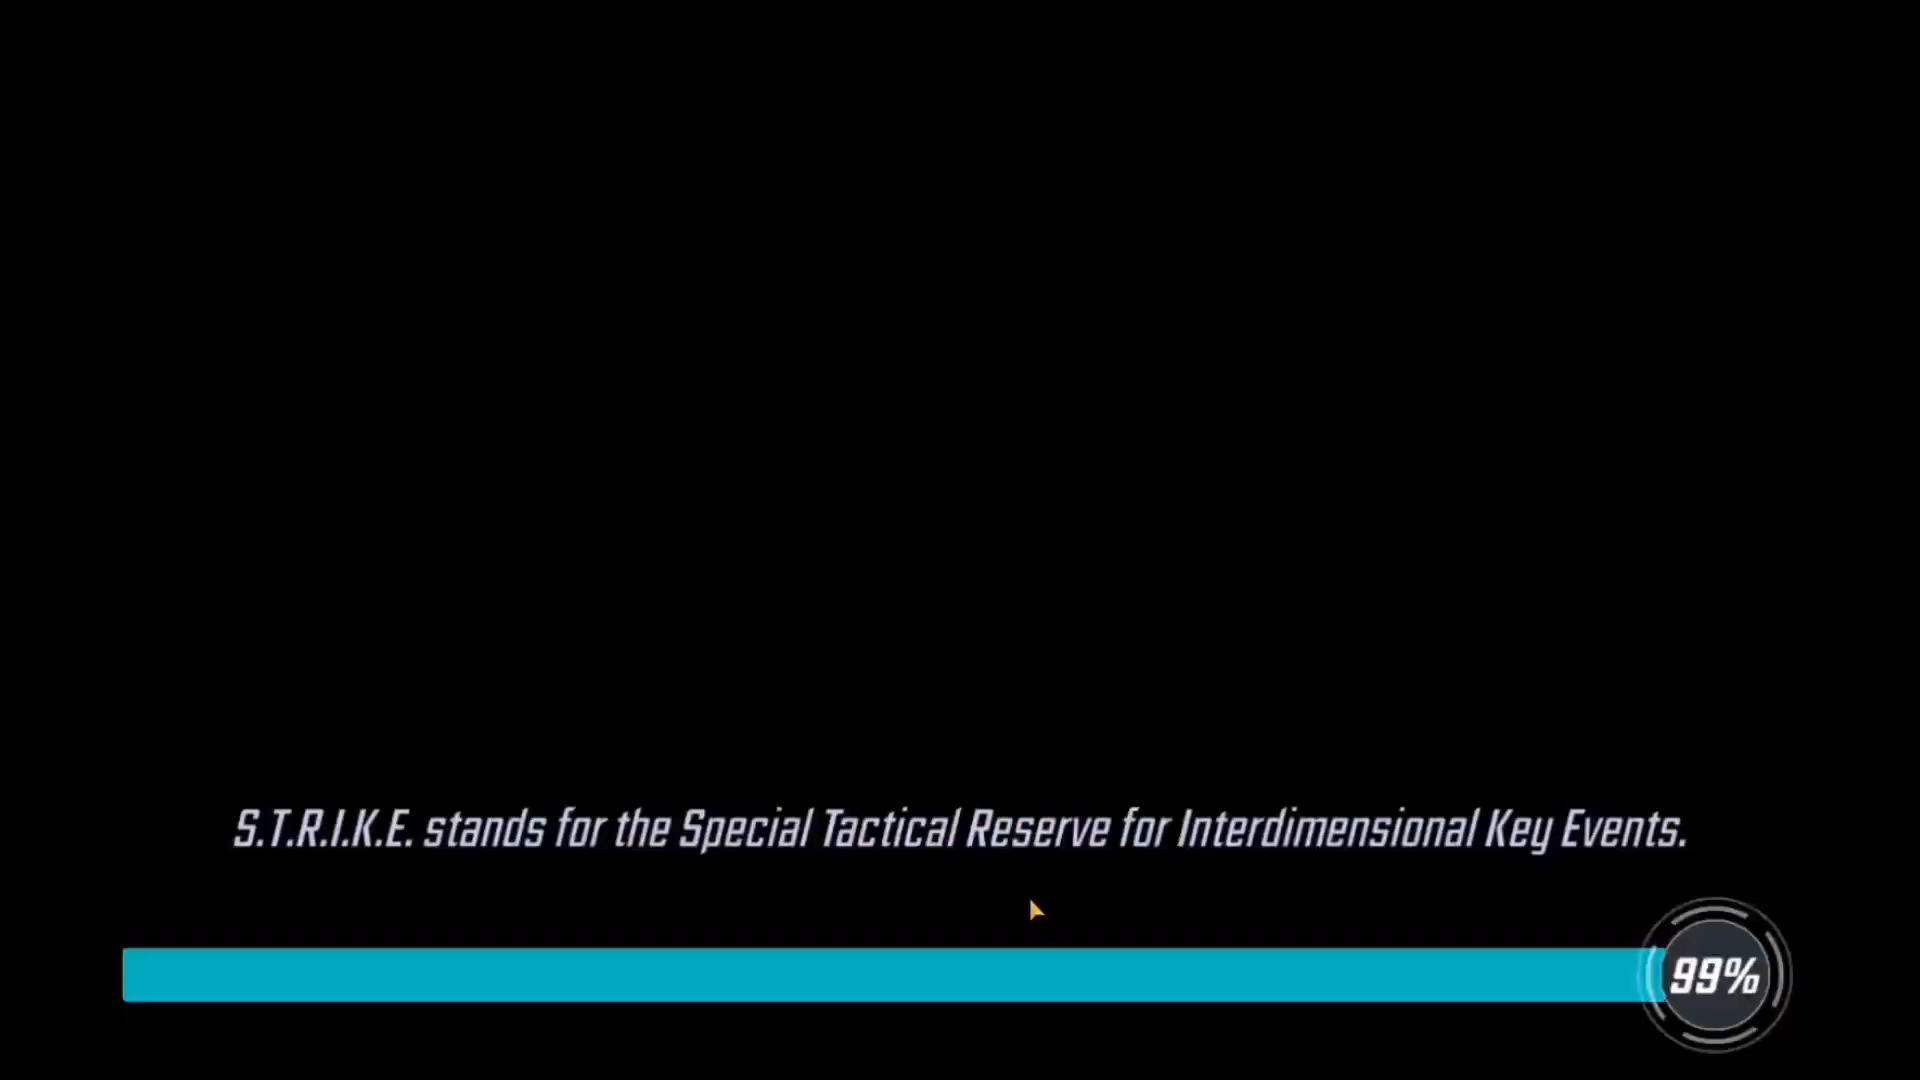 S.T.R.I.K.E. stands for the Special Tactical Reserve for Interdimensional Key Events.
99%